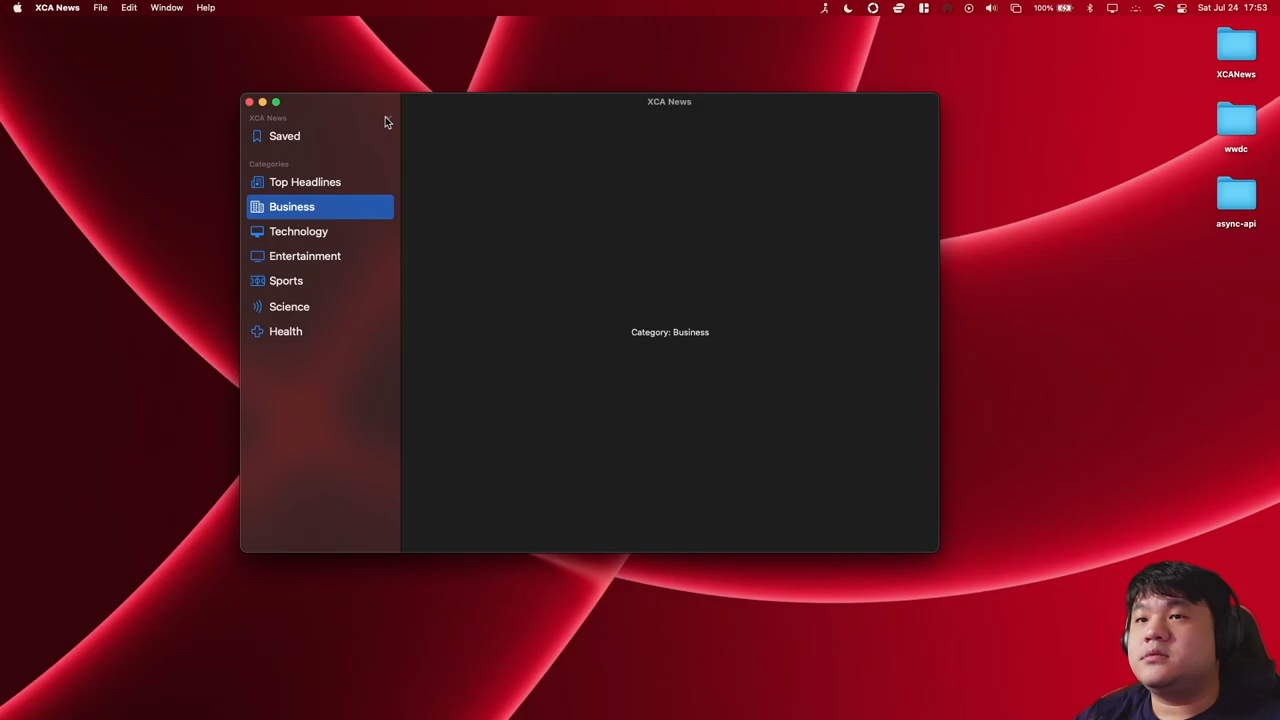 XCA News File Edit Window Help 100% Sat Jul 24 17:53
XCANews
wwdc
async-api
XCA News
XCA News
Saved
Categories
Top Headlines
Business
Technology
Entertainment
Sports
Science
Health
Category: Business